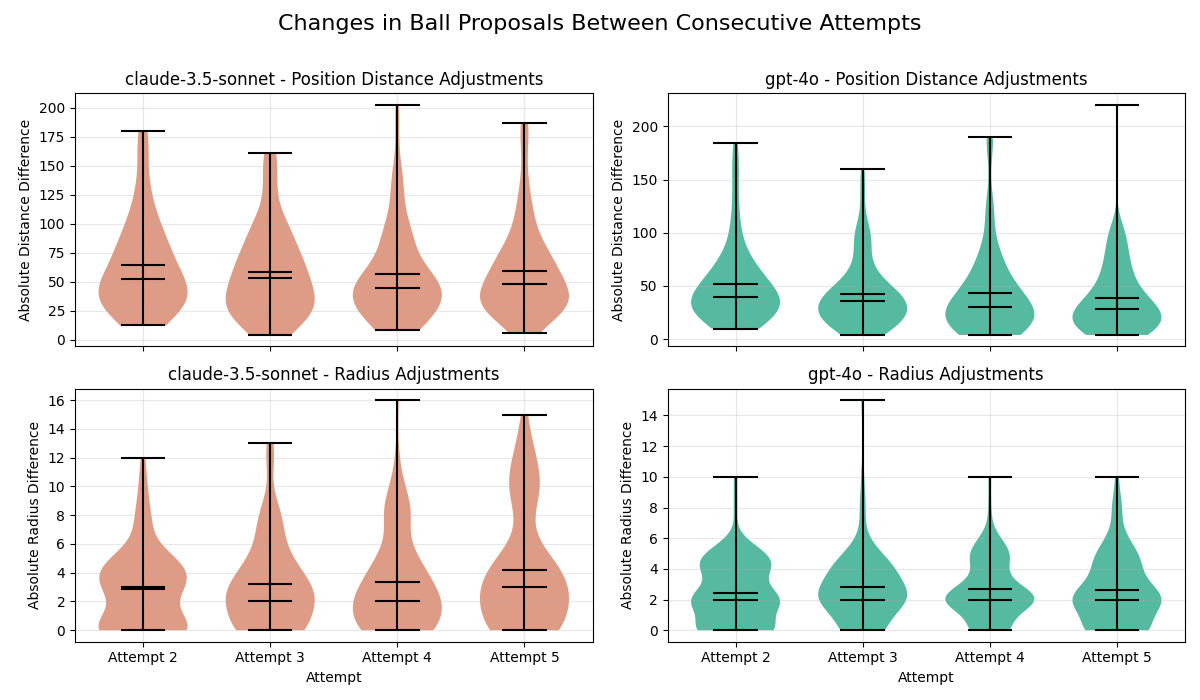 Changes in Ball Proposals Between Consecutive Attempts
claude-3.5-sonnet - Position Distance Adjustments
Absolute Distance Difference
200
175
150
125
100
75
50
25
0
gpt-4o - Position Distance Adjustments
Absolute Distance Difference
200
150
100
50
0
claude-3.5-sonnet - Radius Adjustments
Absolute Radius Difference
16
14
12
10
8
6
4
2
0
Attempt 2 Attempt 3 Attempt 4 Attempt 5
Attempt
gpt-4o - Radius Adjustments
Absolute Radius Difference
14
12
10
8
6
4
2
0
Attempt 2 Attempt 3 Attempt 4 Attempt 5
Attempt